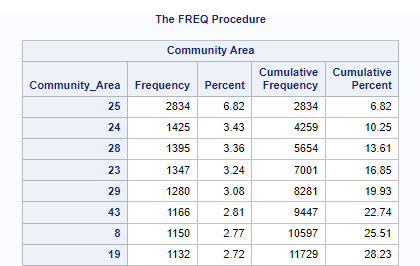 The FREQ Procedure
Community Area
Community_Area Frequency Percent Cumulative Frequency Cumulative Percent
25 2834 6.82 2834 6.82
24 1425 3.43 4259 10.25
28 1395 3.36 5654 13.61
23 1347 3.24 7001 16.85
29 1280 3.08 8281 19.93
43 1166 2.81 9447 22.74
8 1150 2.77 10597 25.51
19 1132 2.72 11729 28.23